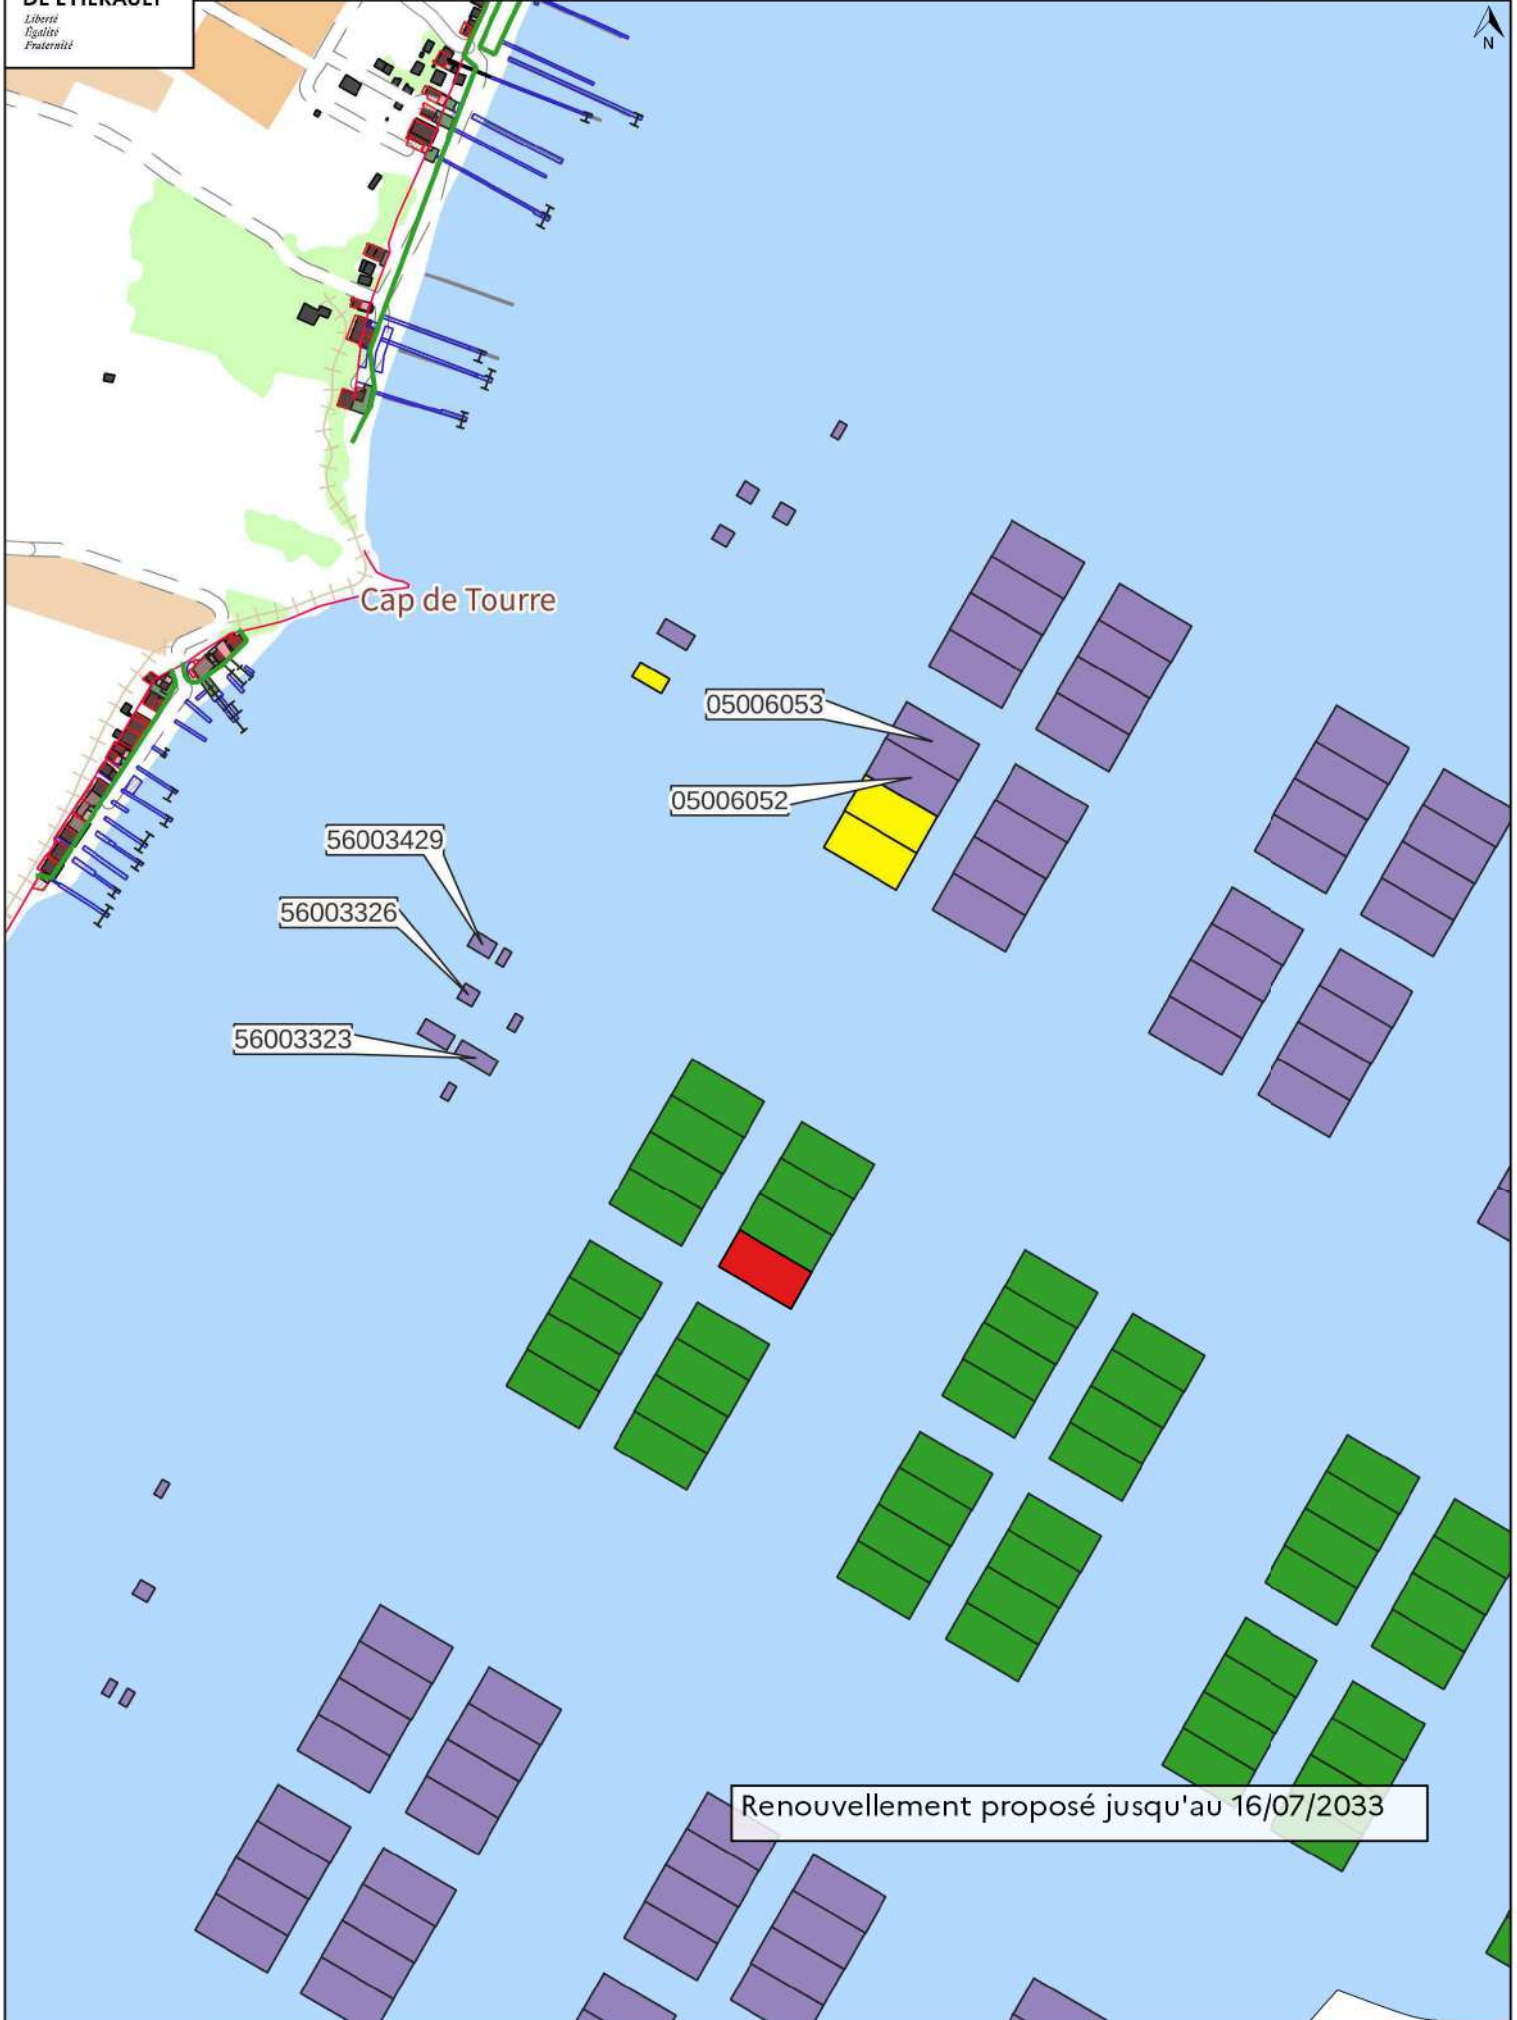 DE L'HÉRAULT
Liberté
Égalité
Fraternité
N
Cap de Tourre
05006053
05006052
56003429
56003326
56003323
Renouvellement proposé jusqu'au 16/07/2033